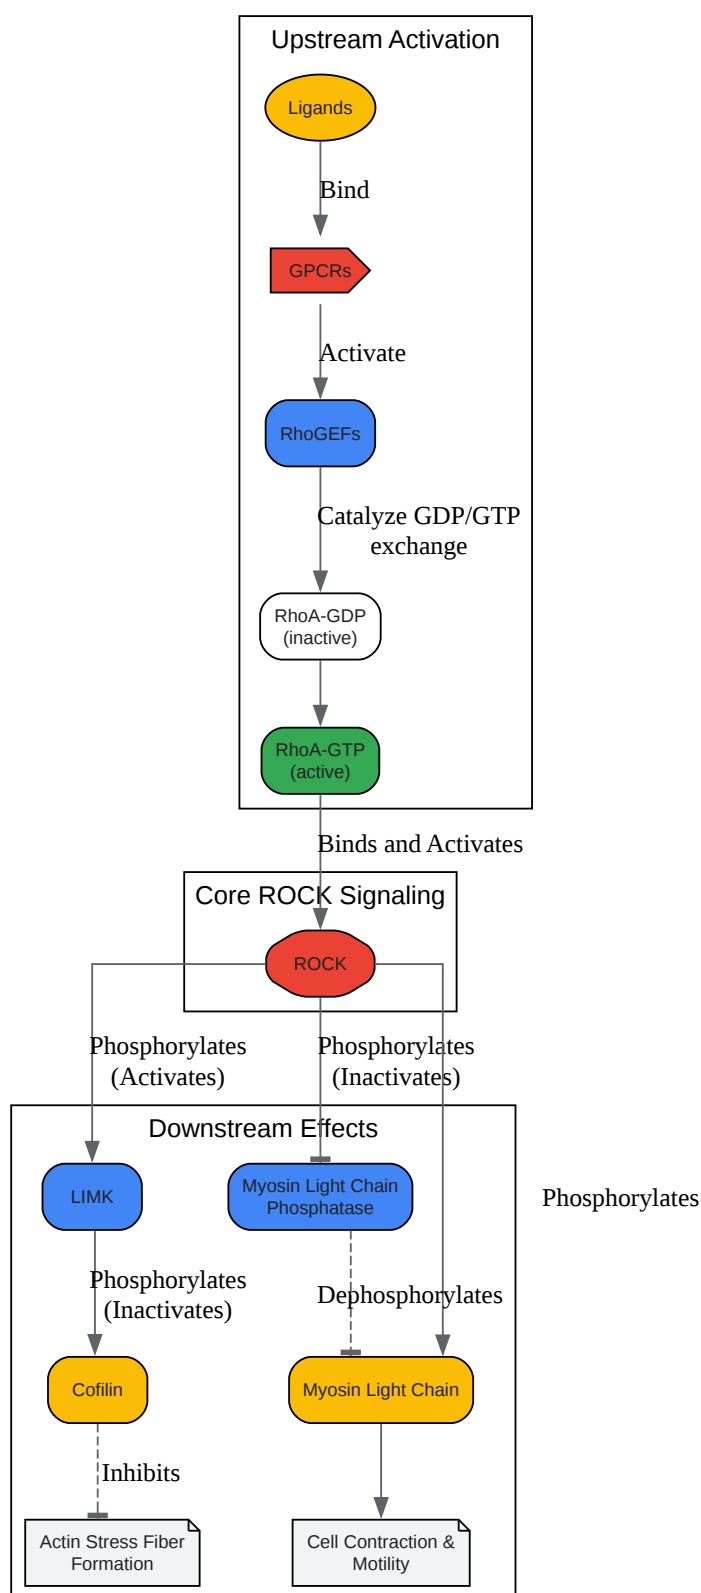 Upstream Activation
Ligands
Bind
GPCRs
Activate
RhoGEFs
Catalyze GDP/GTP
exchange
RhoA-GDP
(inactive)
RhoA-GTP
(active)
Binds and Activates
Core ROCK Signaling
ROCK
Phosphorylates
(Activates)
Phosphorylates
(Inactivates)
Downstream Effects
LIMK
Myosin Light Chain
Phosphatase
Phosphorylates
Phosphorylates
(Inactivates)
Dephosphorylates
Cofilin
Myosin Light Chain
Inhibits
Actin Stress Fiber
Formation
Cell Contraction &
Motility